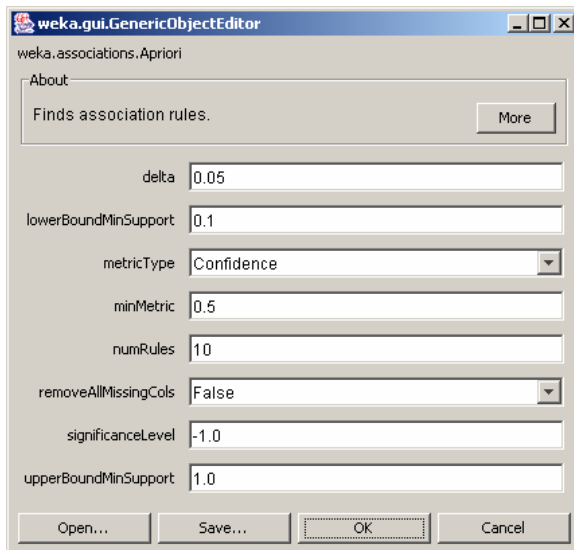 weka.gui.GenericObjectEditor
weka.associations.Apriori
About
Finds association rules.
More
delta 0.05
lowerBoundMinSupport 0.1
metricType Confidence
minMetric 0.5
numRules 10
removeAllMissingCols False
significanceLevel -1.0
upperBoundMinSupport 1.0
Open... Save... OK Cancel